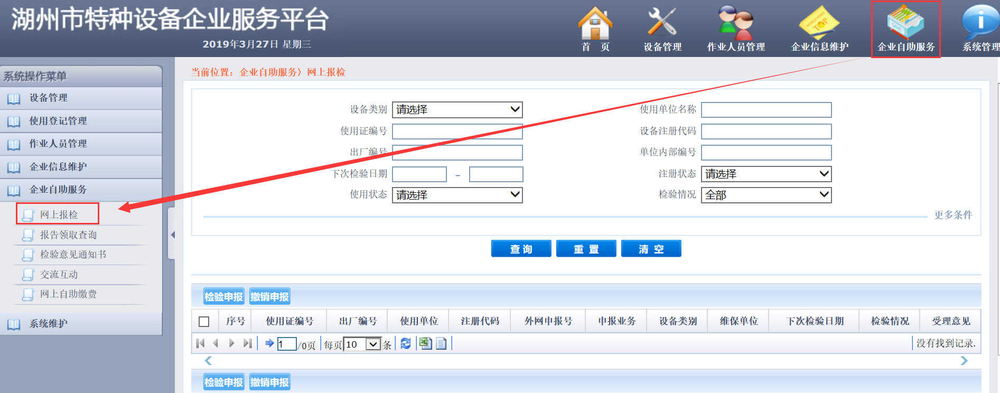 湖州市特种设备企业服务平台
2019年3月27日 星期三
首 页
设备管理
作业人员管理
企业信息维护
企业自助服务
系统管理
系统操作菜单
设备管理
使用登记管理
作业人员管理
企业信息维护
企业自助服务
网上报检
报告领取查询
检验意见通知书
交流互动
网上自助缴费
系统维护
当前位置：企业自助服务〉网上报检
设备类别 请选择 使用单位名称
使用证编号 设备注册代码
出厂编号 单位内部编号
下次检验日期 – 注册状态 请选择
使用状态 请选择 检验情况 全部
更多条件
查 询 重 置 清 空
检验申报 撤销申报
序号 使用证编号 出厂编号 使用单位 注册代码 外网申报号 申报业务 设备类别 维保单位 下次检验日期 检验情况 受理意见
1 /0页 每页 10 条 没有找到记录.
检验申报 撤销申报